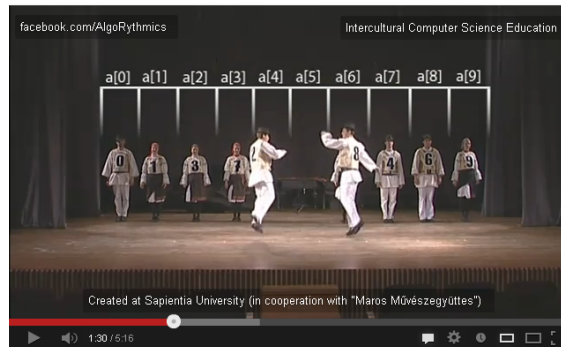 facebook.com/AlgoRythmics
Intercultural Computer Science Education
a[0] a[1] a[2] a[3] a[4] a[5] a[6] a[7] a[8] a[9]
0 1 3 7 2 8 4 6 9
Created at Sapientia University (in cooperation with "Maros Művészegyüttes")
1:30 / 5:16